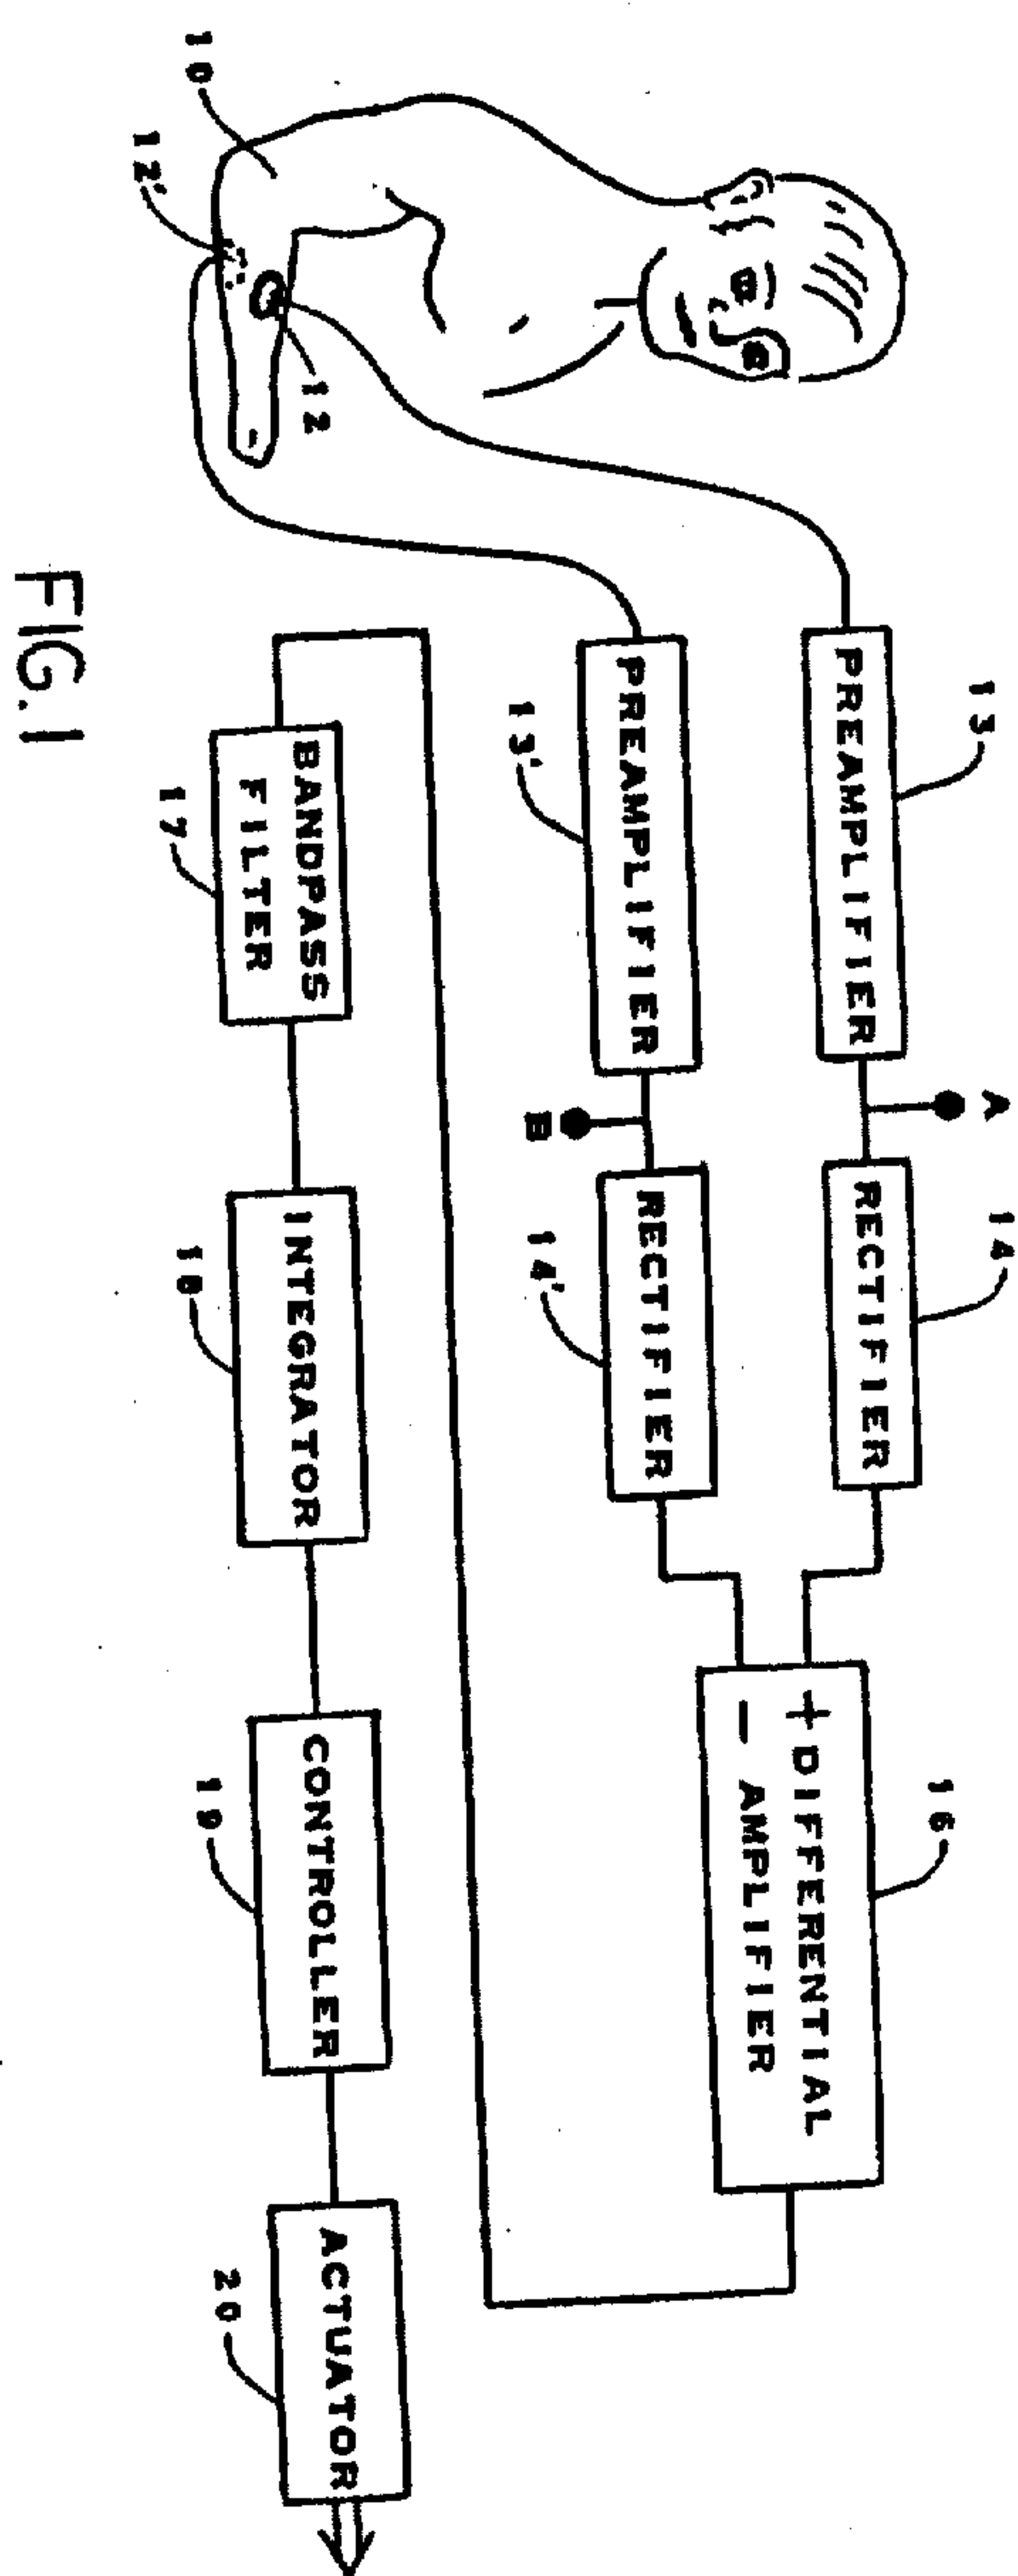 10
12'
12
13
PREAMPLIFIER
A
14
RECTIFIER
16
+ DIFFERENTIAL
- AMPLIFIER
13'
PREAMPLIFIER
B
14'
RECTIFIER
BANDPASS
FILTER
17
INTEGRATOR
18
CONTROLLER
19
ACTUATOR
20
FIG. 1